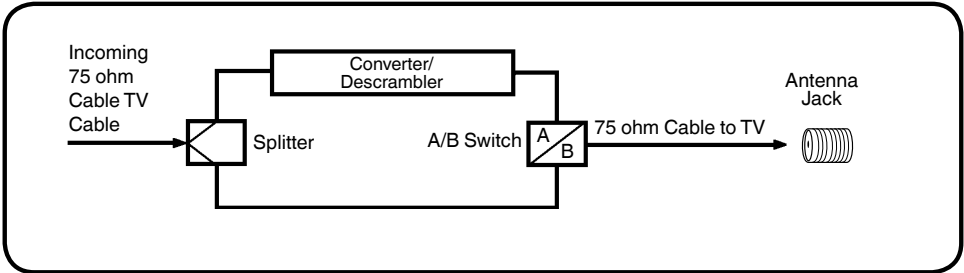 Incoming
75 ohm
Cable TV
Cable
Splitter
Converter/
Descrambler
A/B Switch
A
B
75 ohm Cable to TV
Antenna
Jack